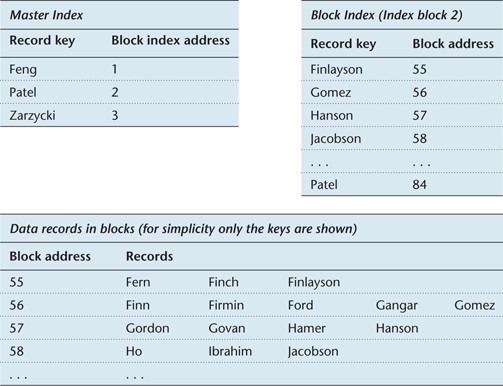 Master Index
Record key Block index address
Feng 1
Patel 2
Zarzycki 3
Block Index (Index block 2)
Record key Block address
Finlayson 55
Gomez 56
Hanson 57
Jacobson 58
. . . . . .
Patel 84
Data records in blocks (for simplicity only the keys are shown)
Block address Records
55 Fern Finch Finlayson
56 Finn Firmin Ford Gangar Gomez
57 Gordon Govan Hamer Hanson
58 Ho Ibrahim Jacobson
. . . . . .